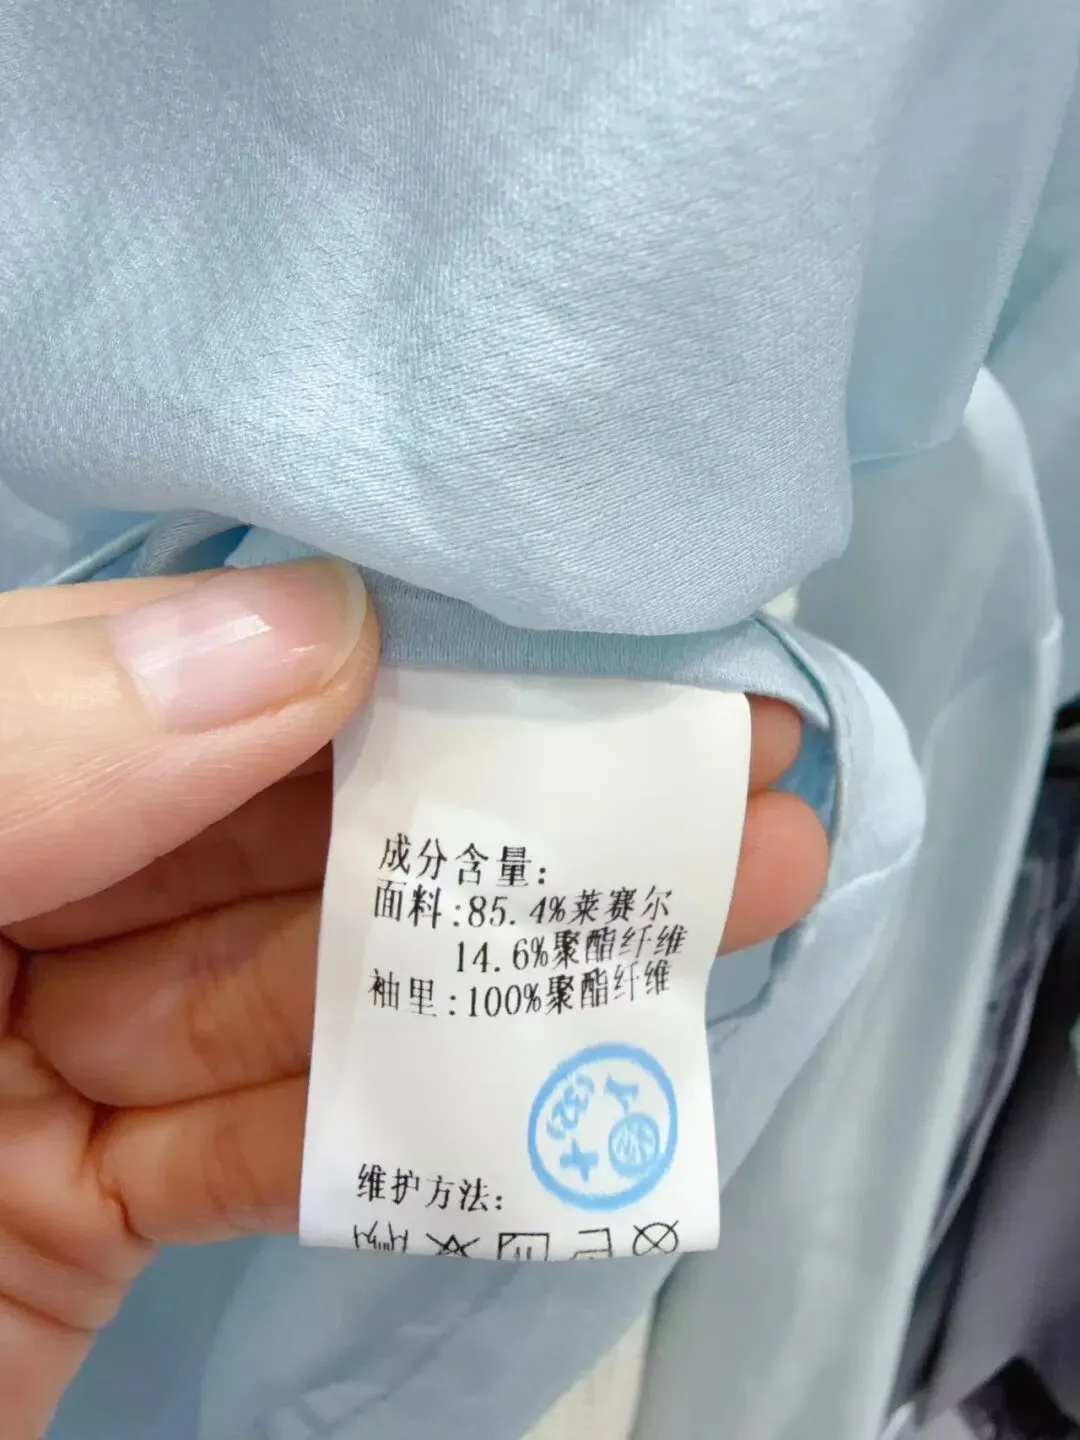 成分含量:
面料:85.4%莱赛尔
14.6%聚酯纤维
袖里:100%聚酯纤维
维护方法: